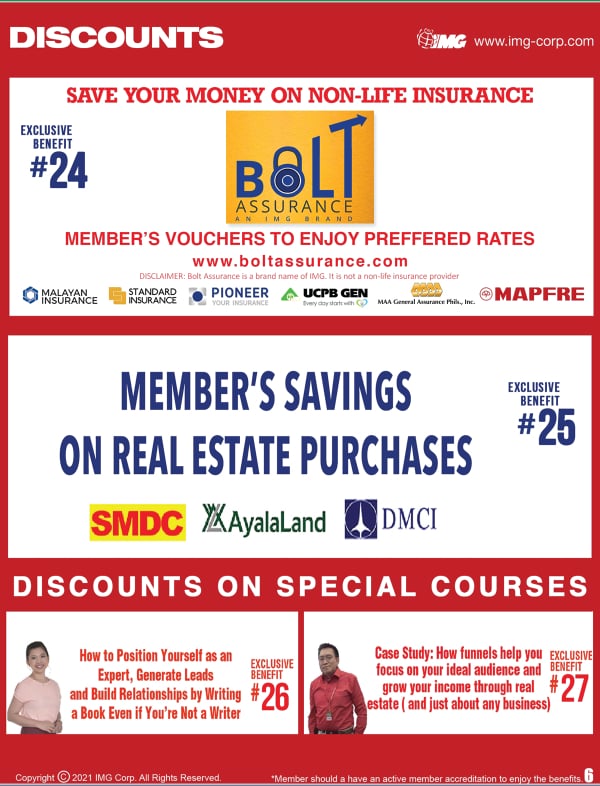 DISCOUNTS
IMG www.img-corp.com
SAVE YOUR MONEY ON NON-LIFE INSURANCE
EXCLUSIVE
BENEFIT
#24
BOLT
ASSURANCE
AN IMG BRAND
MEMBER'S VOUCHERS TO ENJOY PREFFERED RATES
www.boltassurance.com
DISCLAIMER: Bolt Assurance is a brand name of IMG. It is not a non-life insurance provider
MALAYAN
INSURANCE
STANDARD
INSURANCE
PIONEER
YOUR INSURANCE
UCPB GEN
Every day starts with
MAA
MAA General Assurance Phils., Inc.
MAPFRE
MEMBER'S SAVINGS
ON REAL ESTATE PURCHASES
EXCLUSIVE
BENEFIT
#25
SMDC
AyalaLand
DMCI
DISCOUNTS ON SPECIAL COURSES
How to Position Yourself as an
Expert, Generate Leads
and Build Relationships by Writing
a Book Even if You're Not a Writer
EXCLUSIVE
BENEFIT
#26
Case Study: How funnels help you
focus on your ideal audience and
grow your income through real
estate ( and just about any business)
EXCLUSIVE
BENEFIT
#27
Copyright © 2021 IMG Corp. All Rights Reserved.
*Member should a have an active member accreditation to enjoy the benefits. 6